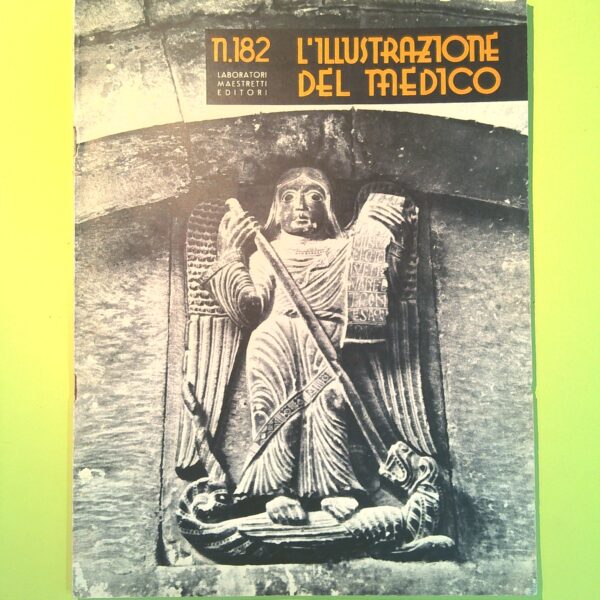 n.182
LABORATORI
MAESTRETTI
EDITORI
L'ILLUSTRAZIONE
DEL MEDICO